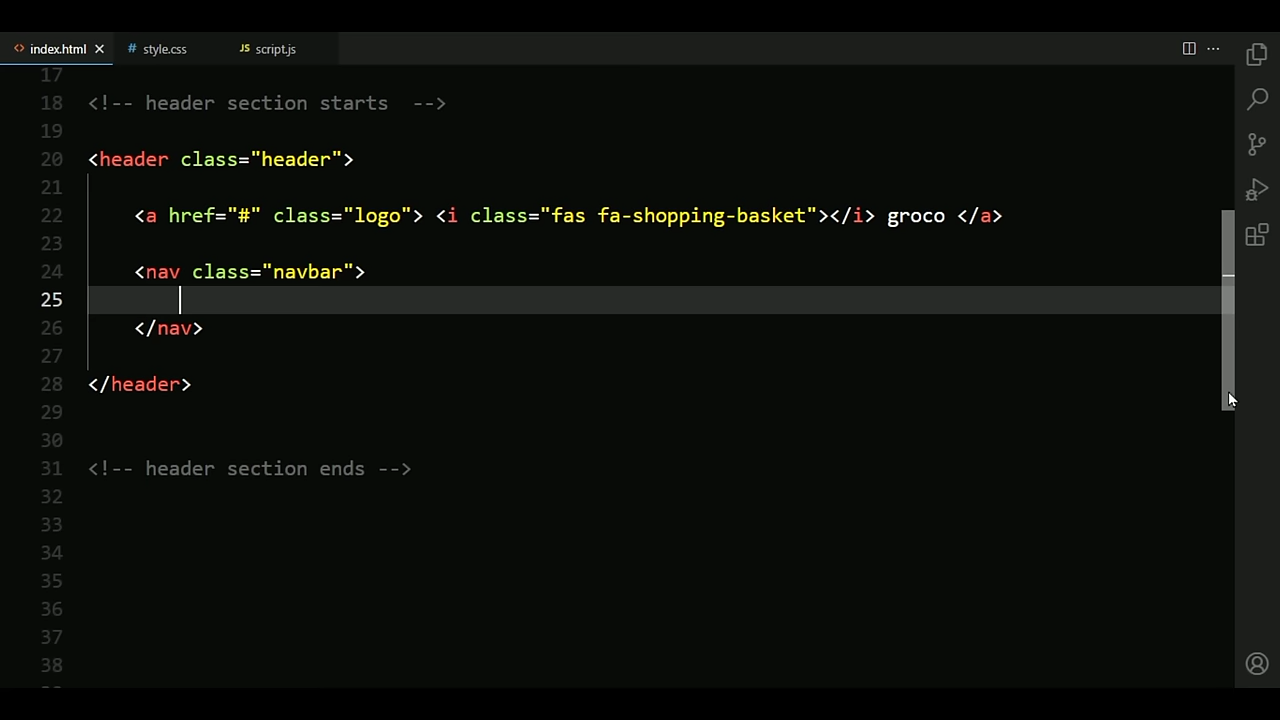 index.html
# style.css
JS script.js
17
18 <!-- header section starts  -->
19
20 <header class="header">
21
22     <a href="#" class="logo"> <i class="fas fa-shopping-basket"></i> groco </a>
23
24     <nav class="navbar">
25
26     </nav>
27
28 </header>
29
30
31 <!-- header section ends -->
32
33
34
35
36
37
38